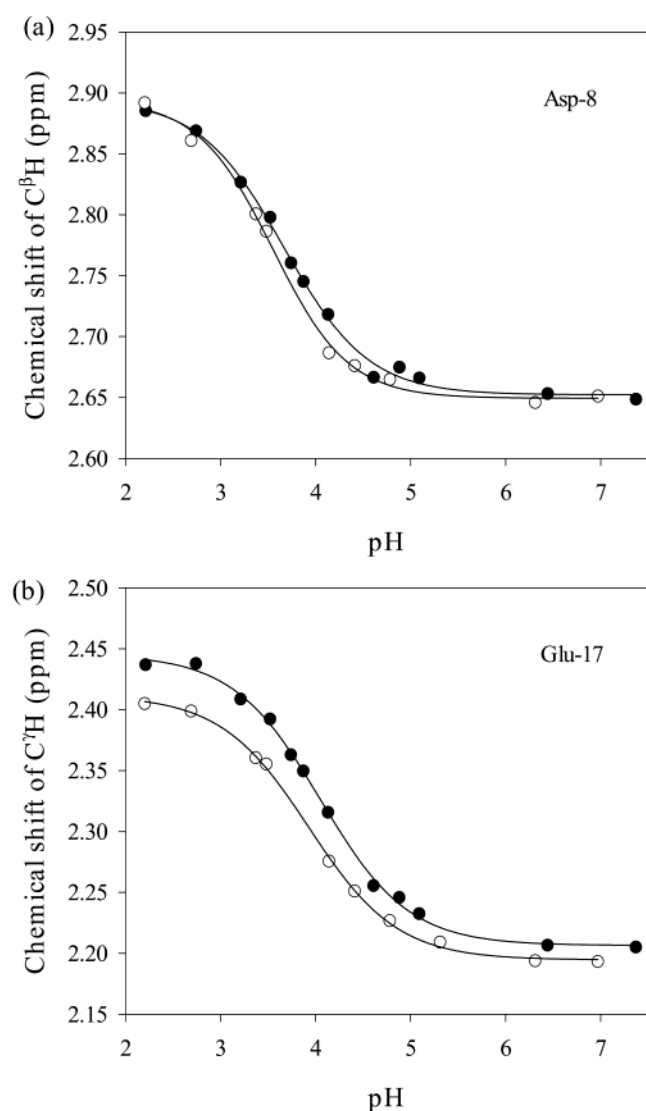 (a)
Chemical shift of CᵝH (ppm)
2.95
2.90
2.85
2.80
2.75
2.70
2.65
2.60
Asp-8
2 3 4 5 6 7
pH
(b)
Chemical shift of CᵞH (ppm)
2.50
2.45
2.40
2.35
2.30
2.25
2.20
2.15
Glu-17
2 3 4 5 6 7
pH